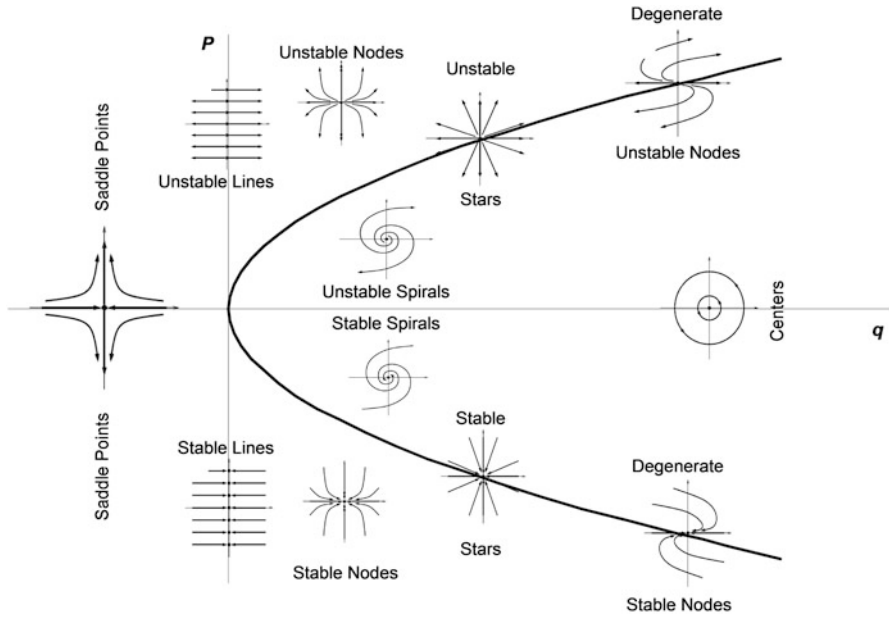 Degenerate
P
Unstable Nodes
Unstable
Saddle Points
Unstable Lines
Unstable Nodes
Stars
Unstable Spirals
Stable Spirals
Centers
q
Saddle Points
Stable Lines
Stable
Degenerate
Stable Nodes
Stars
Stable Nodes